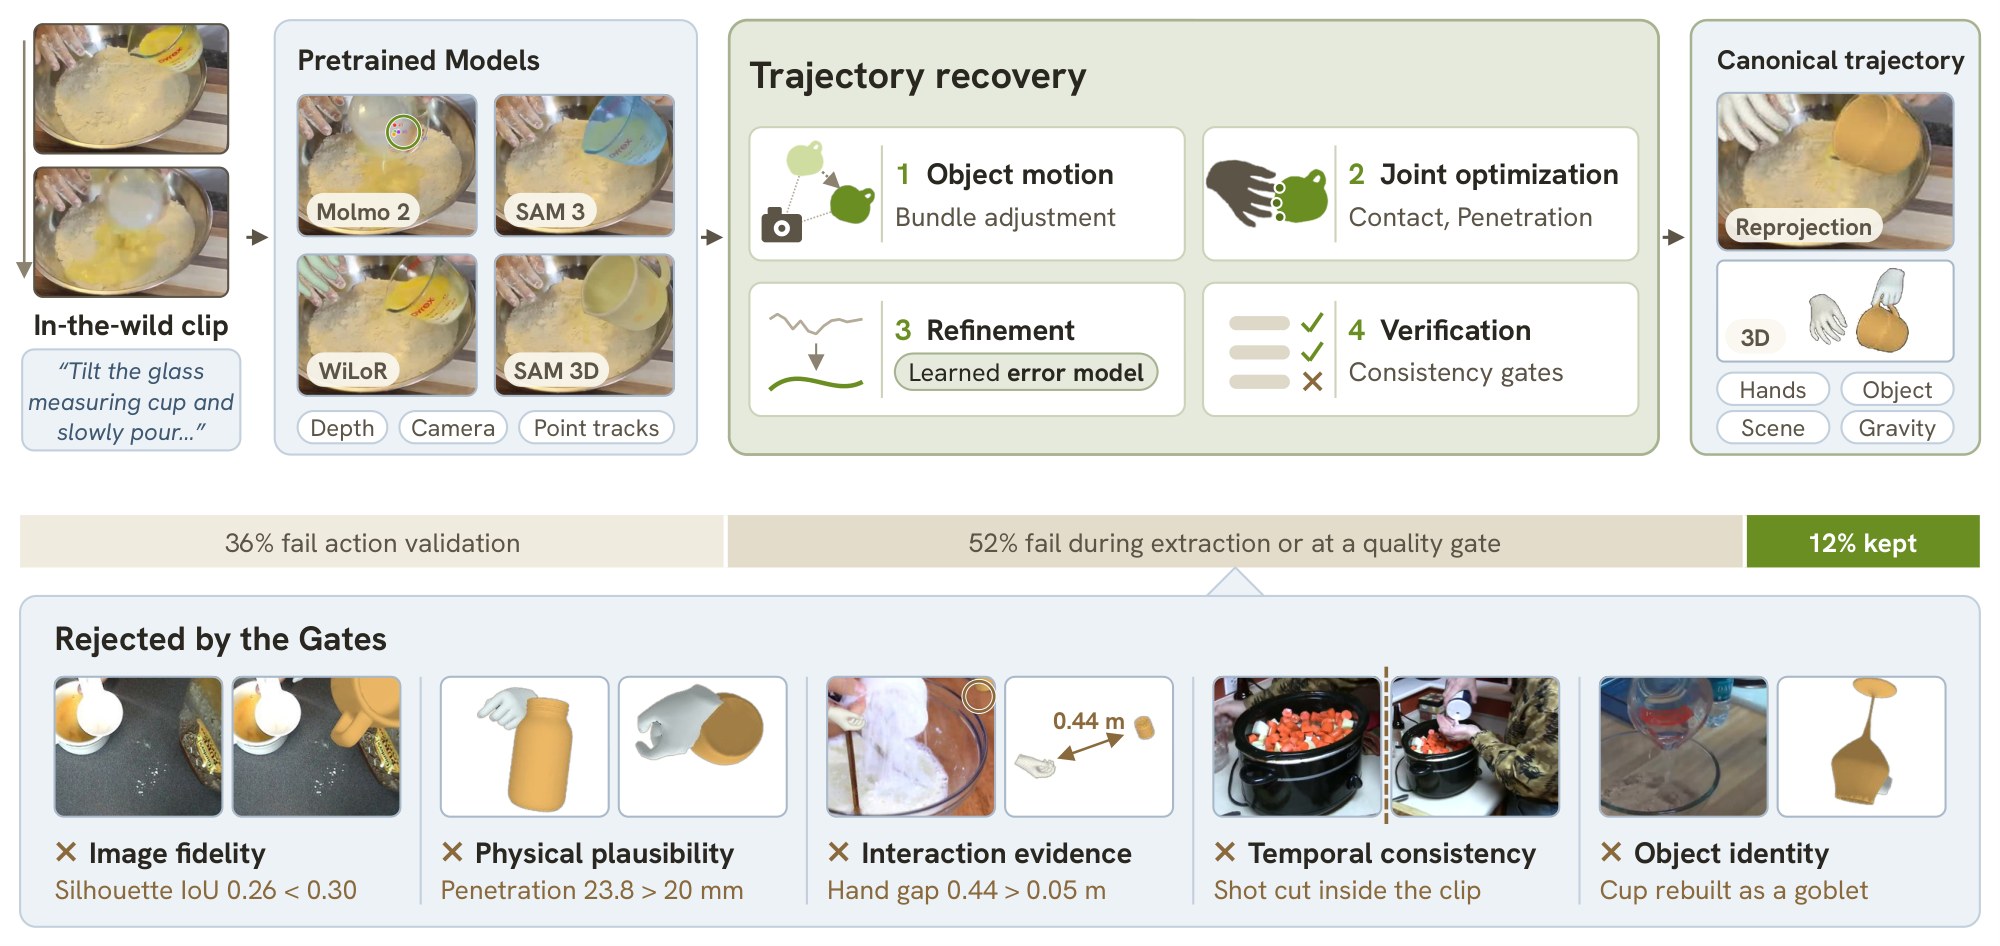 In-the-wild clip
“Tilt the glass
measuring cup and
slowly pour...”
Pretrained Models
Molmo 2
SAM 3
WiLoR
SAM 3D
Depth
Camera
Point tracks
Trajectory recovery
1 Object motion
Bundle adjustment
2 Joint optimization
Contact, Penetration
3 Refinement
Learned error model
4 Verification
Consistency gates
Canonical trajectory
Reprojection
3D
Hands
Object
Scene
Gravity
36% fail action validation
52% fail during extraction or at a quality gate
12% kept
Rejected by the Gates
Image fidelity
Silhouette IoU 0.26 < 0.30
Physical plausibility
Penetration 23.8 > 20 mm
0.44 m
Interaction evidence
Hand gap 0.44 > 0.05 m
Temporal consistency
Shot cut inside the clip
Object identity
Cup rebuilt as a goblet